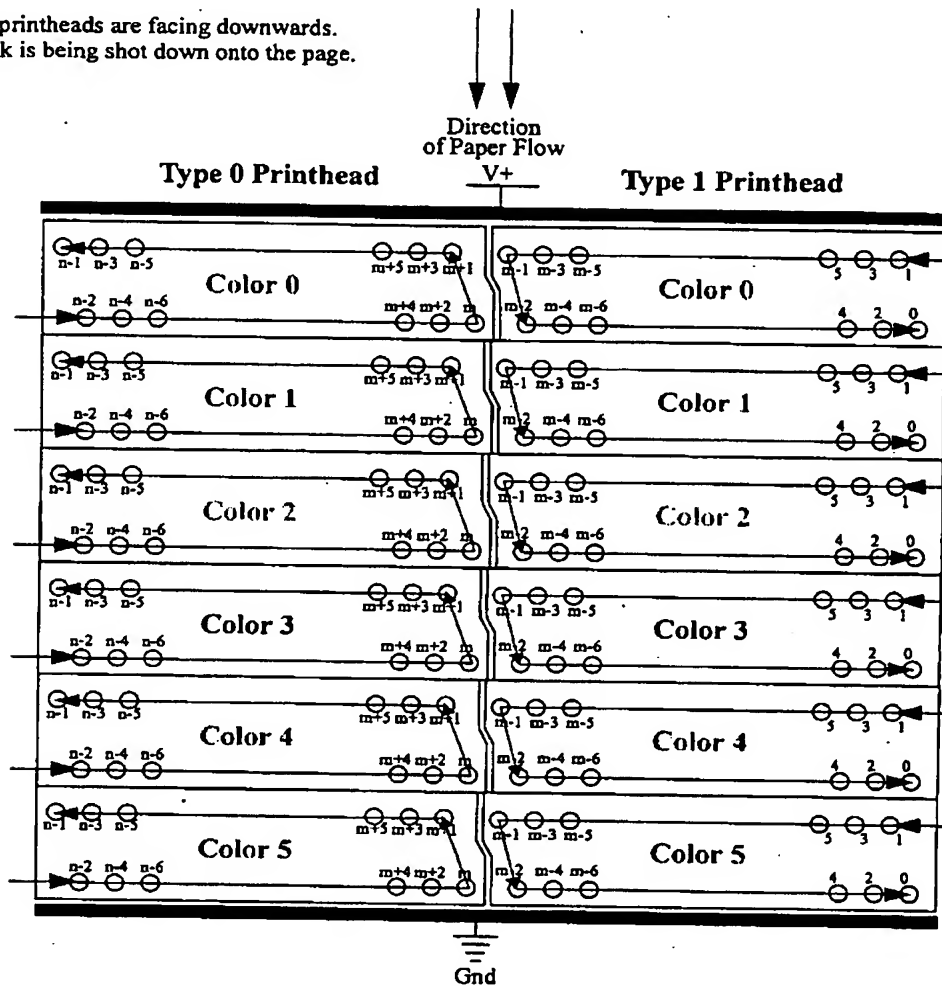 printheads are facing downwards.
k is being shot down onto the page.
Direction
of Paper Flow
V+
Type 0 Printhead Type 1 Printhead
n-1 n-3 n-5 m+5 m+3 m+1 m-1 m-3 m-5 5 3 1
Color 0 Color 0
n-2 n-4 n-6 m+4 m+2 m m-2 m-4 m-6 4 2 0
n-1 n-3 n-5 m+5 m+3 m+1 m-1 m-3 m-5 5 3 1
Color 1 Color 1
n-2 n-4 n-6 m+4 m+2 m m-2 m-4 m-6 4 2 0
n-1 n-3 n-5 m+5 m+3 m+1 m-1 m-3 m-5 5 3 1
Color 2 Color 2
n-2 n-4 n-6 m+4 m+2 m m-2 m-4 m-6 4 2 0
n-1 n-3 n-5 m+5 m+3 m+1 m-1 m-3 m-5 5 3 1
Color 3 Color 3
n-2 n-4 n-6 m+4 m+2 m m-2 m-4 m-6 4 2 0
n-1 n-3 n-5 m+5 m+3 m+1 m-1 m-3 m-5 5 3 1
Color 4 Color 4
n-2 n-4 n-6 m+4 m+2 m m-2 m-4 m-6 4 2 0
n-1 n-3 n-5 m+5 m+3 m+1 m-1 m-3 m-5 5 3 1
Color 5 Color 5
n-2 n-4 n-6 m+4 m+2 m m-2 m-4 m-6 4 2 0
Gnd